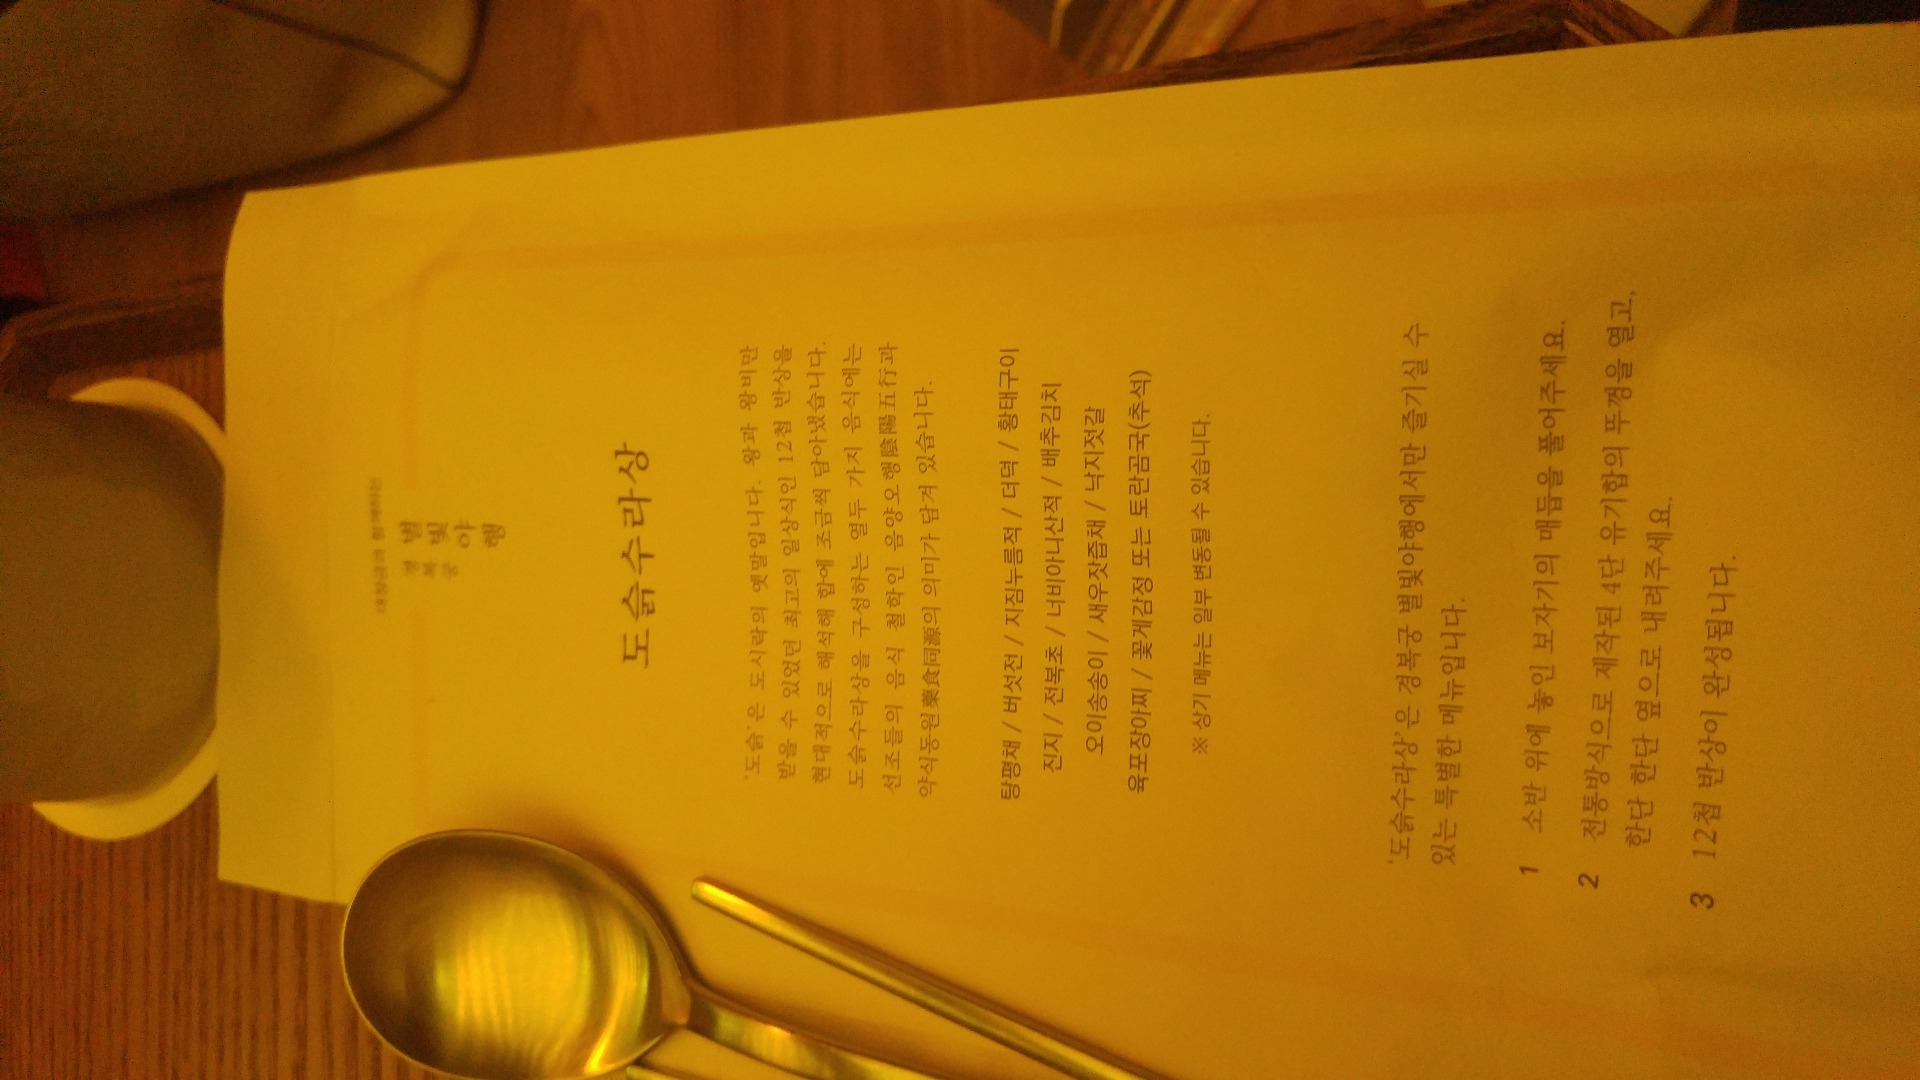 대장금과 함께하는
경복궁
별빛야행
도슭수라상
'도슭'은 도시락의 옛말입니다. 왕과 왕비만
받을 수 있었던 최고의 일상식인 12첩 반상을
현대적으로 해석해 합에 조금씩 담아냈습니다.
도슭수라상을 구성하는 열두 가지 음식에는
선조들의 음식 철학인 음양오행陰陽五行과
약식동원藥食同源의 의미가 담겨 있습니다.
탕평채 / 버섯전 / 지짐누름적 / 더덕 / 황태구이
진지 / 전복초 / 너비아니산적 / 배추김치
오이송송이 / 새우잣즙채 / 낙지젓갈
육포장아찌 / 꽃게감정 또는 토란곰국(추석)
※ 상기 메뉴는 일부 변동될 수 있습니다.
'도슭수라상'은 경복궁 별빛야행에서만 즐기실 수
있는 특별한 메뉴입니다.
1 소반 위에 놓인 보자기의 매듭을 풀어주세요.
2 전통방식으로 제작된 4단 유기합의 뚜껑을 열고,
한단 한단 옆으로 내려주세요.
3 12첩 반상이 완성됩니다.